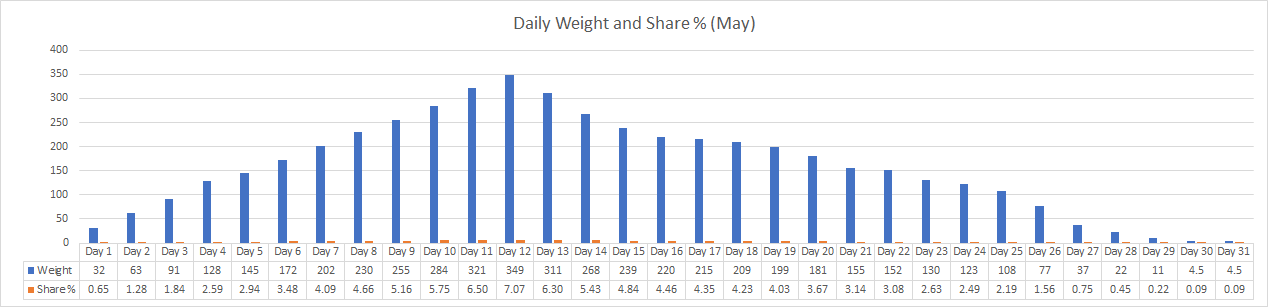 Daily Weight and Share % (May)
400
350
300
250
200
150
100
50
0
Day 1 Day 2 Day 3 Day 4 Day 5 Day 6 Day 7 Day 8 Day 9 Day 10 Day 11 Day 12 Day 13 Day 14 Day 15 Day 16 Day 17 Day 18 Day 19 Day 20 Day 21 Day 22 Day 23 Day 24 Day 25 Day 26 Day 27 Day 28 Day 29 Day 30 Day 31
Weight 32 63 91 128 145 172 202 230 255 284 321 349 311 268 239 220 215 209 199 181 155 152 130 123 108 77 37 22 11 4.5 4.5
Share% 0.65 1.28 1.84 2.59 2.94 3.48 4.09 4.66 5.16 5.75 6.50 7.07 6.30 5.43 4.84 4.46 4.35 4.23 4.03 3.67 3.14 3.08 2.63 2.49 2.19 1.56 0.75 0.45 0.22 0.09 0.09